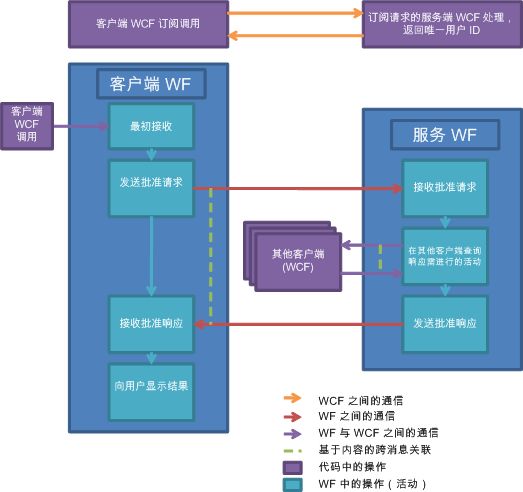 客户端 WCF 订阅调用
订阅请求的服务端 WCF 处理，
返回唯一用户 ID
客户端 WF
客户端
WCF
调用
最初接收
服务 WF
发送批准请求
接收批准请求
其他客户端
(WCF)
在其他客户端查询
响应需进行的活动
接收批准响应
发送批准响应
向用户显示结果
WCF 之间的通信
WF 之间的通信
WF 与 WCF 之间的通信
基于内容的跨消息关联
代码中的操作
WF 中的操作（活动）